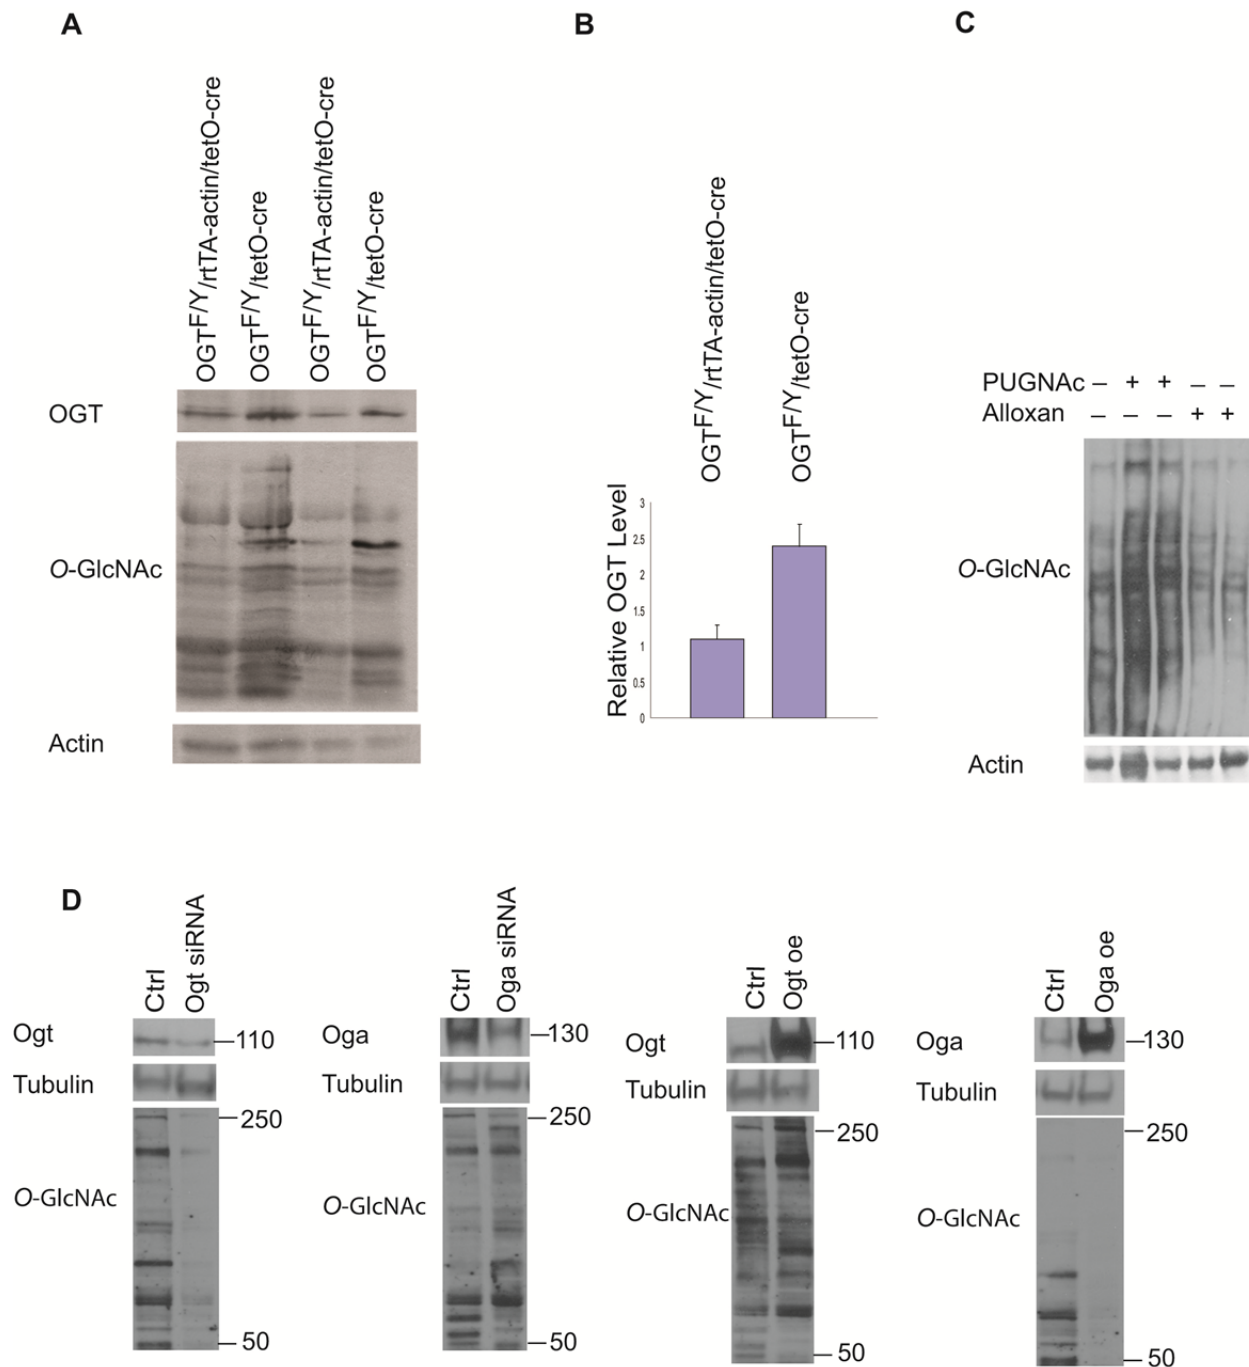 A
OGTF/Y/rtTA-actin/tetO-cre
OGTF/Y/tetO-cre
OGTF/Y/rtTA-actin/tetO-cre
OGTF/Y/tetO-cre
OGT
O-GlcNAc
Actin
B
OGTF/Y/rtTA-actin/tetO-cre
OGTF/Y/tetO-cre
Relative OGT Level
3
2.5
2
1.5
1
0.5
0
C
PUGNAc – + + – –
Alloxan – – – + +
O-GlcNAc
Actin
D
Ctrl
Ogt siRNA
Ogt
110
Tubulin
250
O-GlcNAc
50
Ctrl
Oga siRNA
Oga
130
Tubulin
250
O-GlcNAc
50
Ctrl
Ogt oe
Ogt
110
Tubulin
250
O-GlcNAc
50
Ctrl
Oga oe
Oga
130
Tubulin
250
O-GlcNAc
50